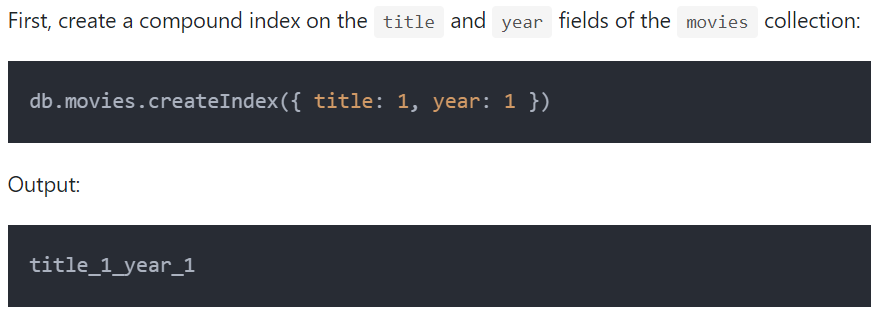 First, create a compound index on the title and year fields of the movies collection:
db.movies.createIndex({ title: 1, year: 1 })
Output:
title_1_year_1